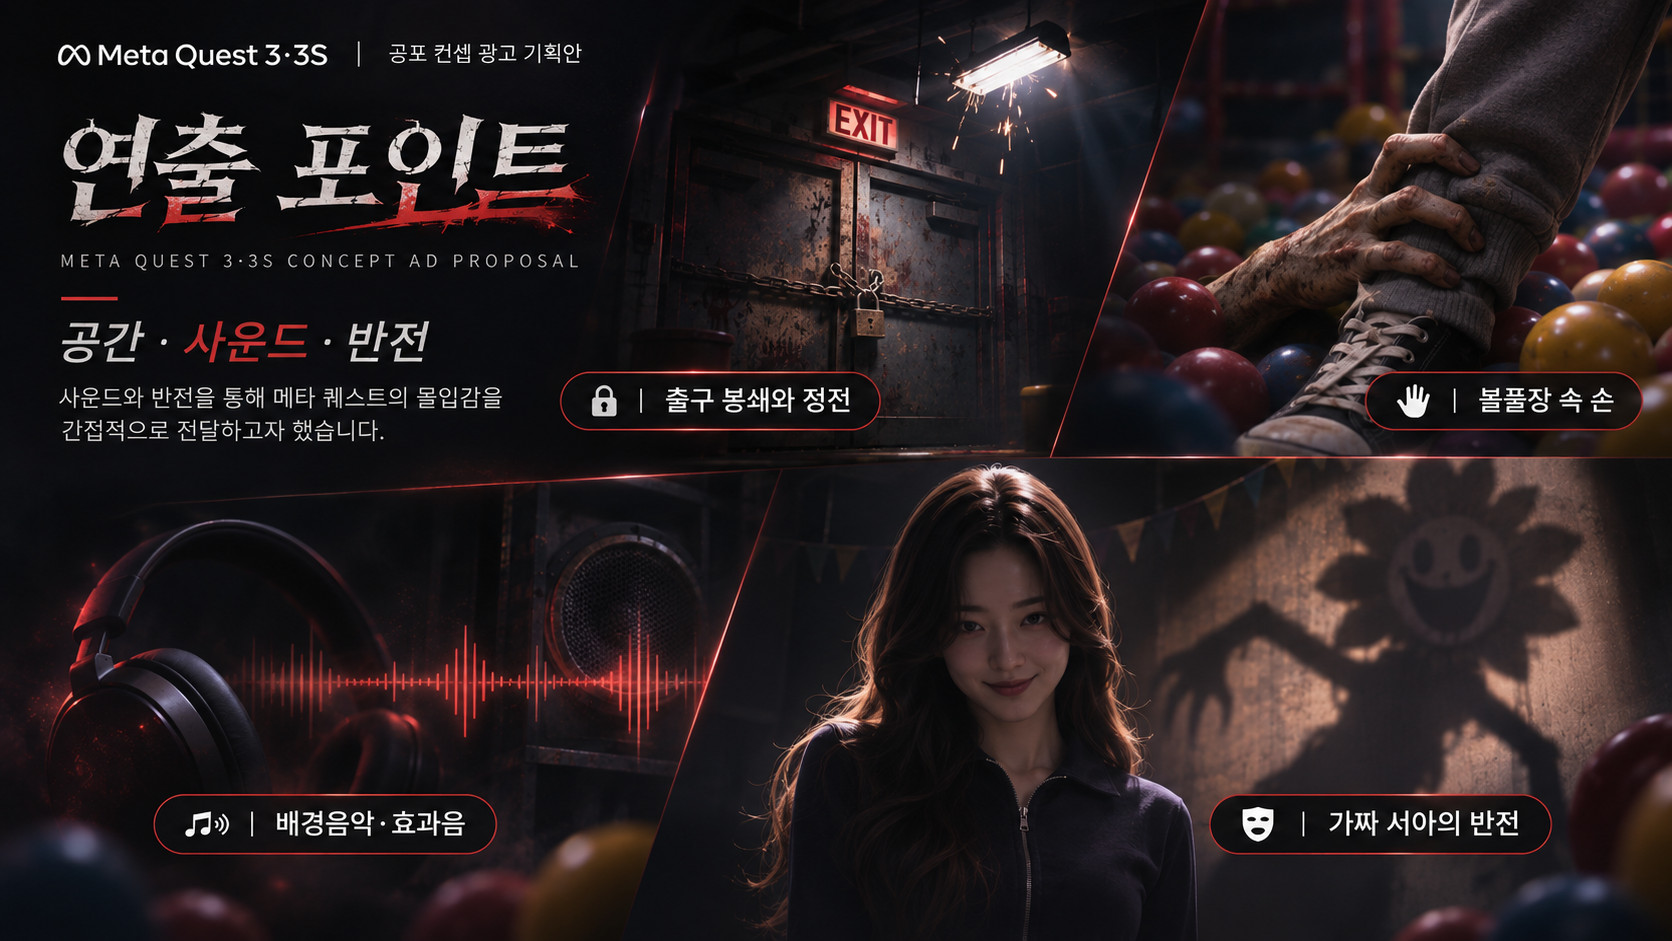 Meta Quest 3·3S | 공포 컨셉 광고 기획안
연출 포인트
META QUEST 3·3S CONCEPT AD PROPOSAL
공간 · 사운드 · 반전
사운드와 반전을 통해 메타 퀘스트의 몰입감을
간접적으로 전달하고자 했습니다.
EXIT
출구 봉쇄와 정전
볼풀장 속 손
배경음악·효과음
가짜 서아의 반전